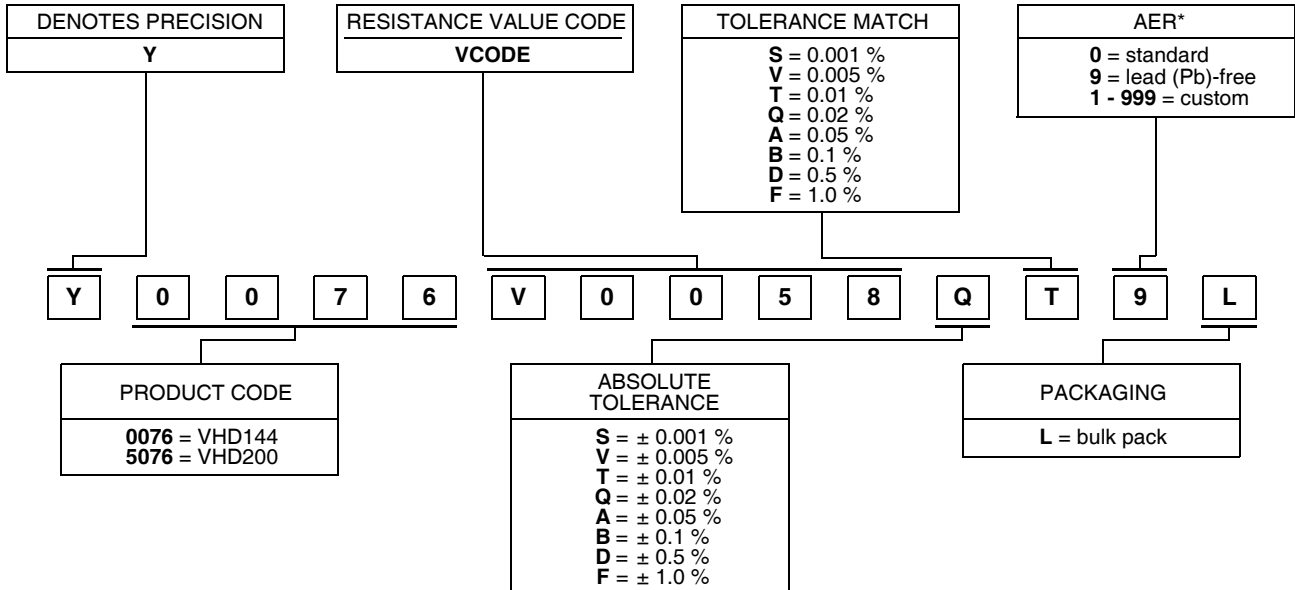 DENOTES PRECISION
Y
RESISTANCE VALUE CODE
VCODE
TOLERANCE MATCH
S = 0.001 %
V = 0.005 %
T = 0.01 %
Q = 0.02 %
A = 0.05 %
B = 0.1 %
D = 0.5 %
F = 1.0 %
AER*
0 = standard
9 = lead (Pb)-free
1 - 999 = custom
Y 0 0 7 6 V 0 0 5 8 Q T 9 L
PRODUCT CODE
0076 = VHD144
5076 = VHD200
ABSOLUTE
TOLERANCE
S = ± 0.001 %
V = ± 0.005 %
T = ± 0.01 %
Q = ± 0.02 %
A = ± 0.05 %
B = ± 0.1 %
D = ± 0.5 %
F = ± 1.0 %
PACKAGING
L = bulk pack